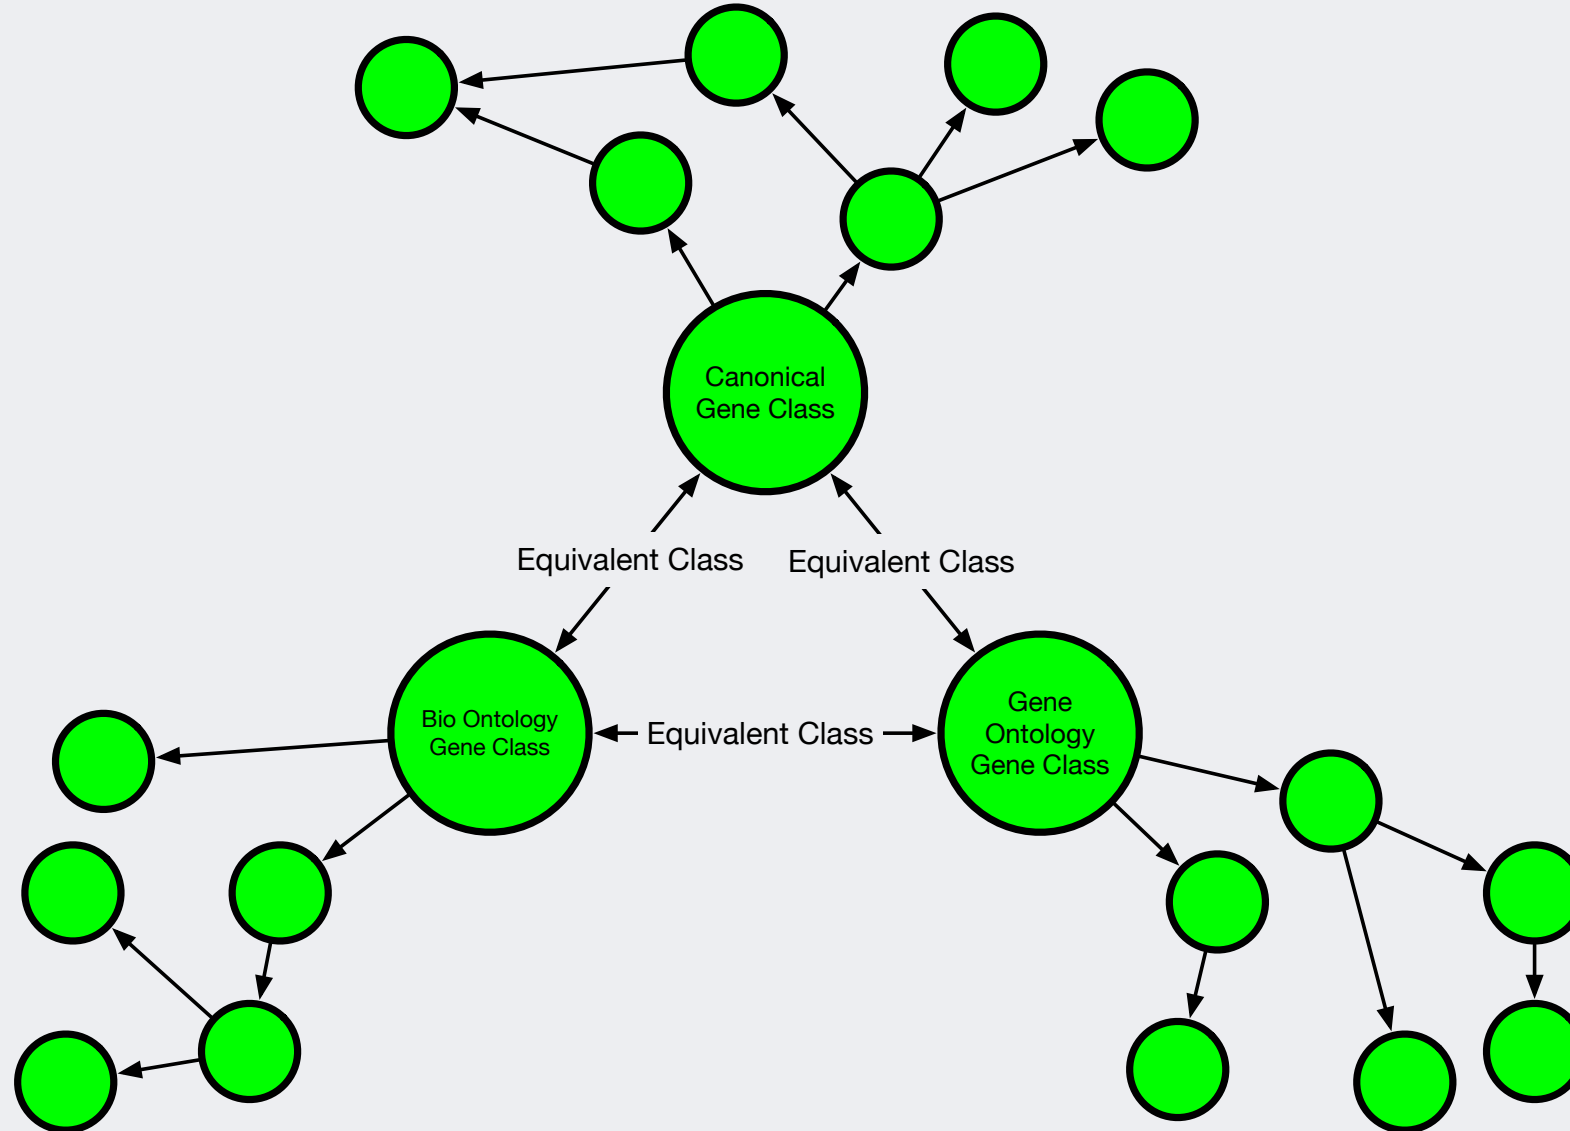 Canonical
Gene Class
Equivalent Class
Equivalent Class
Bio Ontology
Gene Class
Equivalent Class
Gene
Ontology
Gene Class